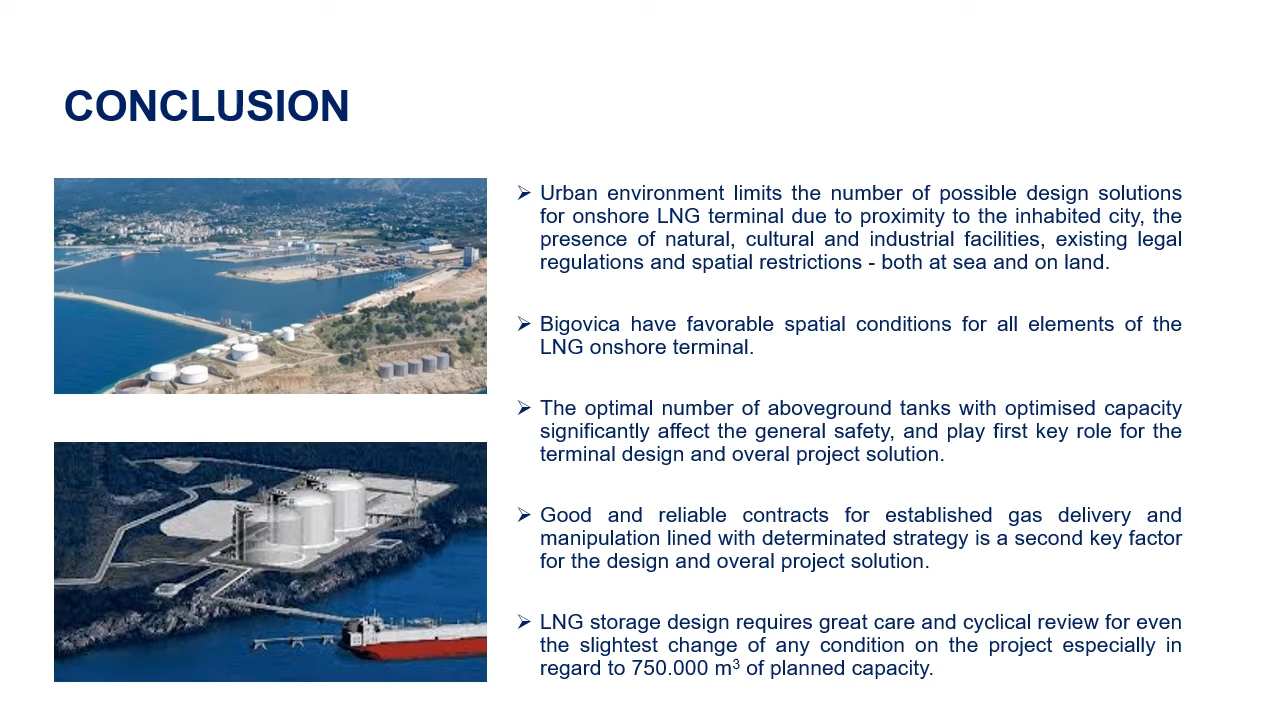 CONCLUSION
➢ Urban environment limits the number of possible design solutions
for onshore LNG terminal due to proximity to the inhabited city, the
presence of natural, cultural and industrial facilities, existing legal
regulations and spatial restrictions - both at sea and on land.
➢ Bigovica have favorable spatial conditions for all elements of the
LNG onshore terminal.
➢ The optimal number of aboveground tanks with optimised capacity
significantly affect the general safety, and play first key role for the
terminal design and overal project solution.
➢ Good and reliable contracts for established gas delivery and
manipulation lined with determinated strategy is a second key factor
for the design and overal project solution.
➢ LNG storage design requires great care and cyclical review for even
the slightest change of any condition on the project especially in
regard to 750.000 m³ of planned capacity.